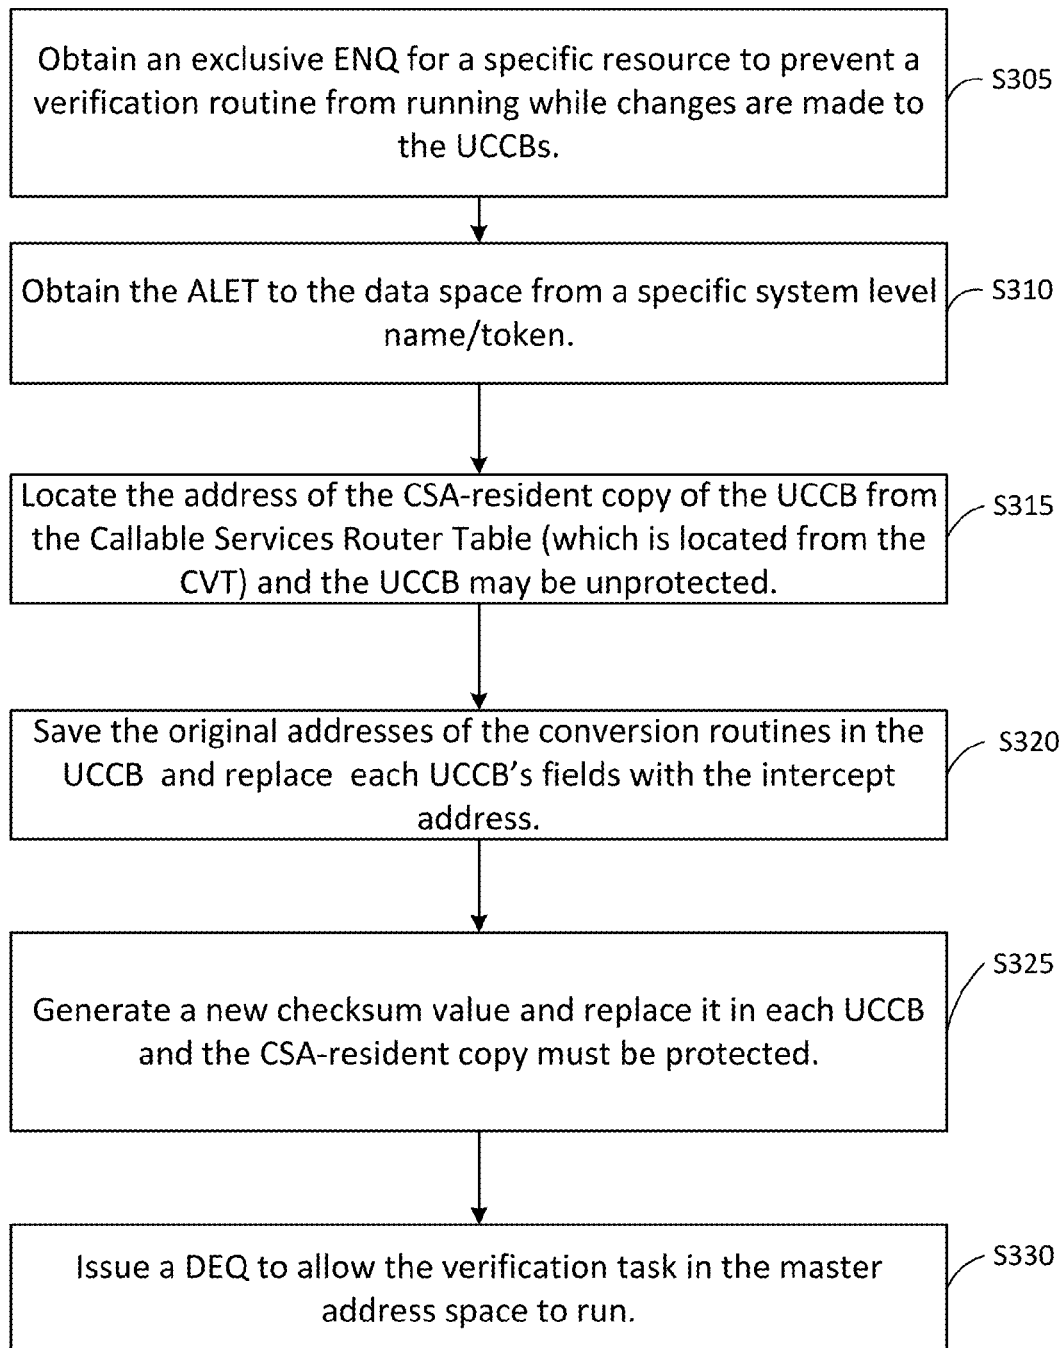 Obtain an exclusive ENQ for a specific resource to prevent a
verification routine from running while changes are made to
the UCCBs.
S305
Obtain the ALET to the data space from a specific system level
name/token.
S310
Locate the address of the CSA-resident copy of the UCCB from
the Callable Services Router Table (which is located from the
CVT) and the UCCB may be unprotected.
S315
Save the original addresses of the conversion routines in the
UCCB and replace each UCCB's fields with the intercept
address.
S320
Generate a new checksum value and replace it in each UCCB
and the CSA-resident copy must be protected.
S325
Issue a DEQ to allow the verification task in the master
address space to run.
S330